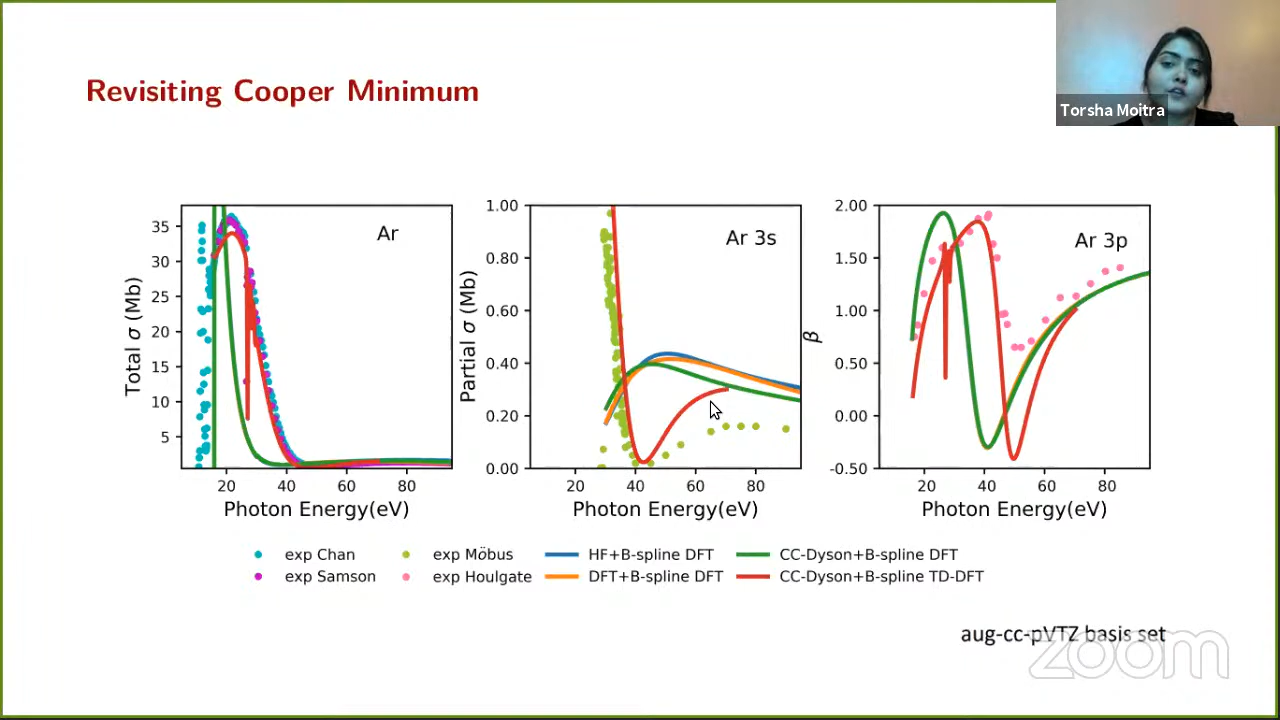 Revisiting Cooper Minimum
Torsha Moitra
Ar
Total σ (Mb)
35
30
25
20
15
10
5
20 40 60 80
Photon Energy(eV)
Ar 3s
Partial σ (Mb)
1.00
0.80
0.60
0.40
0.20
0.00
20 40 60 80
Photon Energy(eV)
Ar 3p
β
2.00
1.50
1.00
0.50
0.00
-0.50
20 40 60 80
Photon Energy(eV)
exp Chan exp Möbus HF+B-spline DFT CC-Dyson+B-spline DFT
exp Samson exp Houlgate DFT+B-spline DFT CC-Dyson+B-spline TD-DFT
aug-cc-pVTZ basis set
zoom